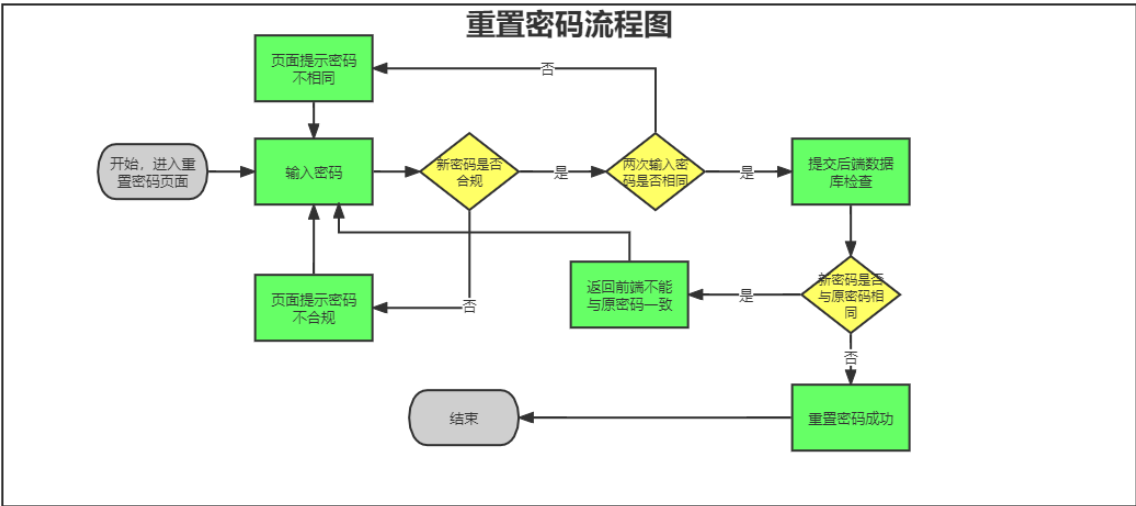 重置密码流程图
页面提示密码
不相同
否
开始，进入重
置密码页面
输入密码
新密码是否
合规
是
两次输入密
码是否相同
是
提交后端数据
库检查
页面提示密码
不合规
否
返回前端不能
与原密码一致
是
新密码是否
与原密码相
同
否
结束
重置密码成功